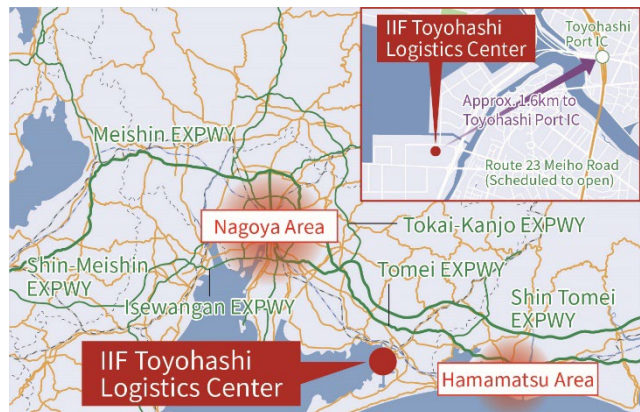 IIF Toyohashi
Logistics Center
Toyohashi
Port IC
Approx. 1.6km to
Toyohashi Port IC
Route 23 Meiho Road
(Scheduled to open)
Meishin EXPWY
Nagoya Area
Tokai-Kanjo EXPWY
Shin-Meishin
EXPWY
Isewangan EXPWY
Tomei EXPWY
Shin Tomei
EXPWY
IIF Toyohashi
Logistics Center
Hamamatsu Area